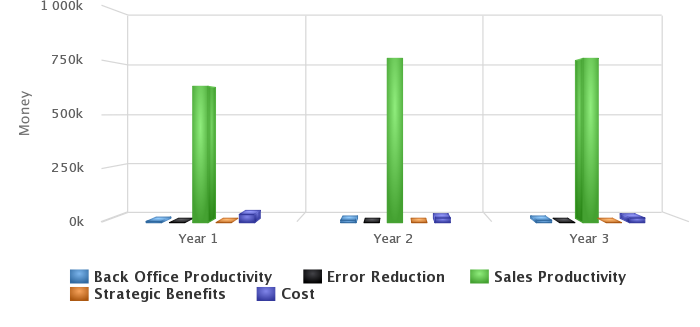 1 000k
750k
500k
250k
0k
Money
Year 1 Year 2 Year 3
Back Office Productivity Error Reduction Sales Productivity
Strategic Benefits Cost